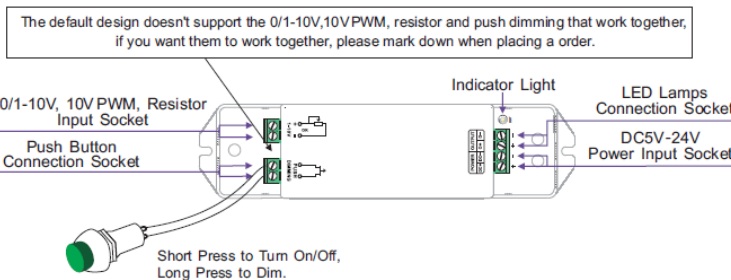 The default design doesn't support the 0/1-10V,10V PWM, resistor and push dimming that work together,
if you want them to work together, please mark down when placing a order.
Indicator Light
LED Lamps
Connection Socket
0/1-10V, 10V PWM, Resistor
Input Socket
DC5V-24V
Power Input Socket
Push Button
Connection Socket
PUSH
DIMMING
Short Press to Turn On/Off,
Long Press to Dim.